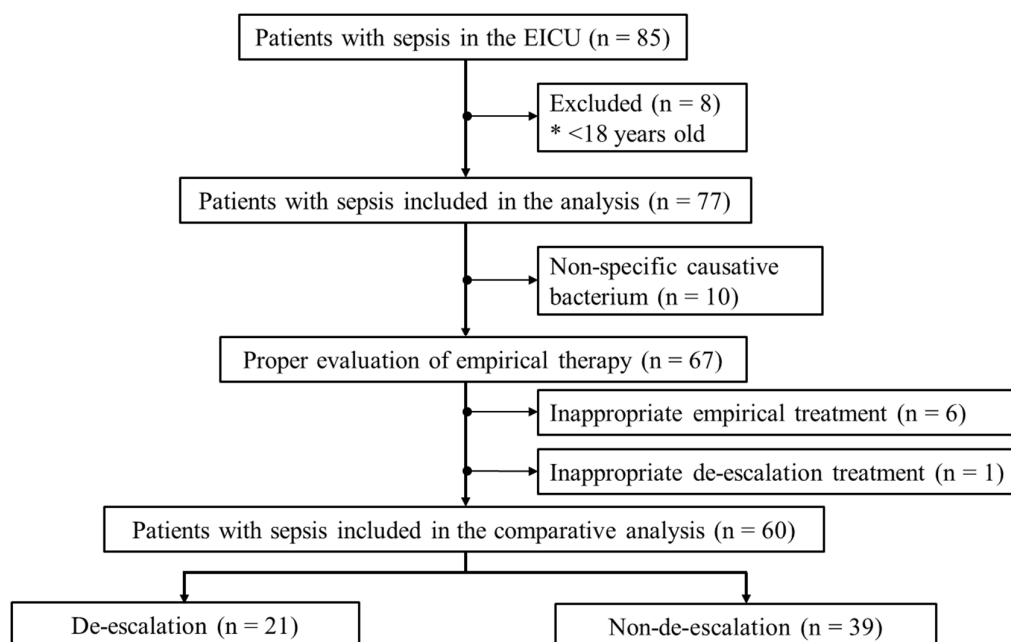 Patients with sepsis in the EICU (n = 85)
Excluded (n = 8)
* <18 years old
Patients with sepsis included in the analysis (n = 77)
Non-specific causative
bacterium (n = 10)
Proper evaluation of empirical therapy (n = 67)
Inappropriate empirical treatment (n = 6)
Inappropriate de-escalation treatment (n = 1)
Patients with sepsis included in the comparative analysis (n = 60)
De-escalation (n = 21)
Non-de-escalation (n = 39)